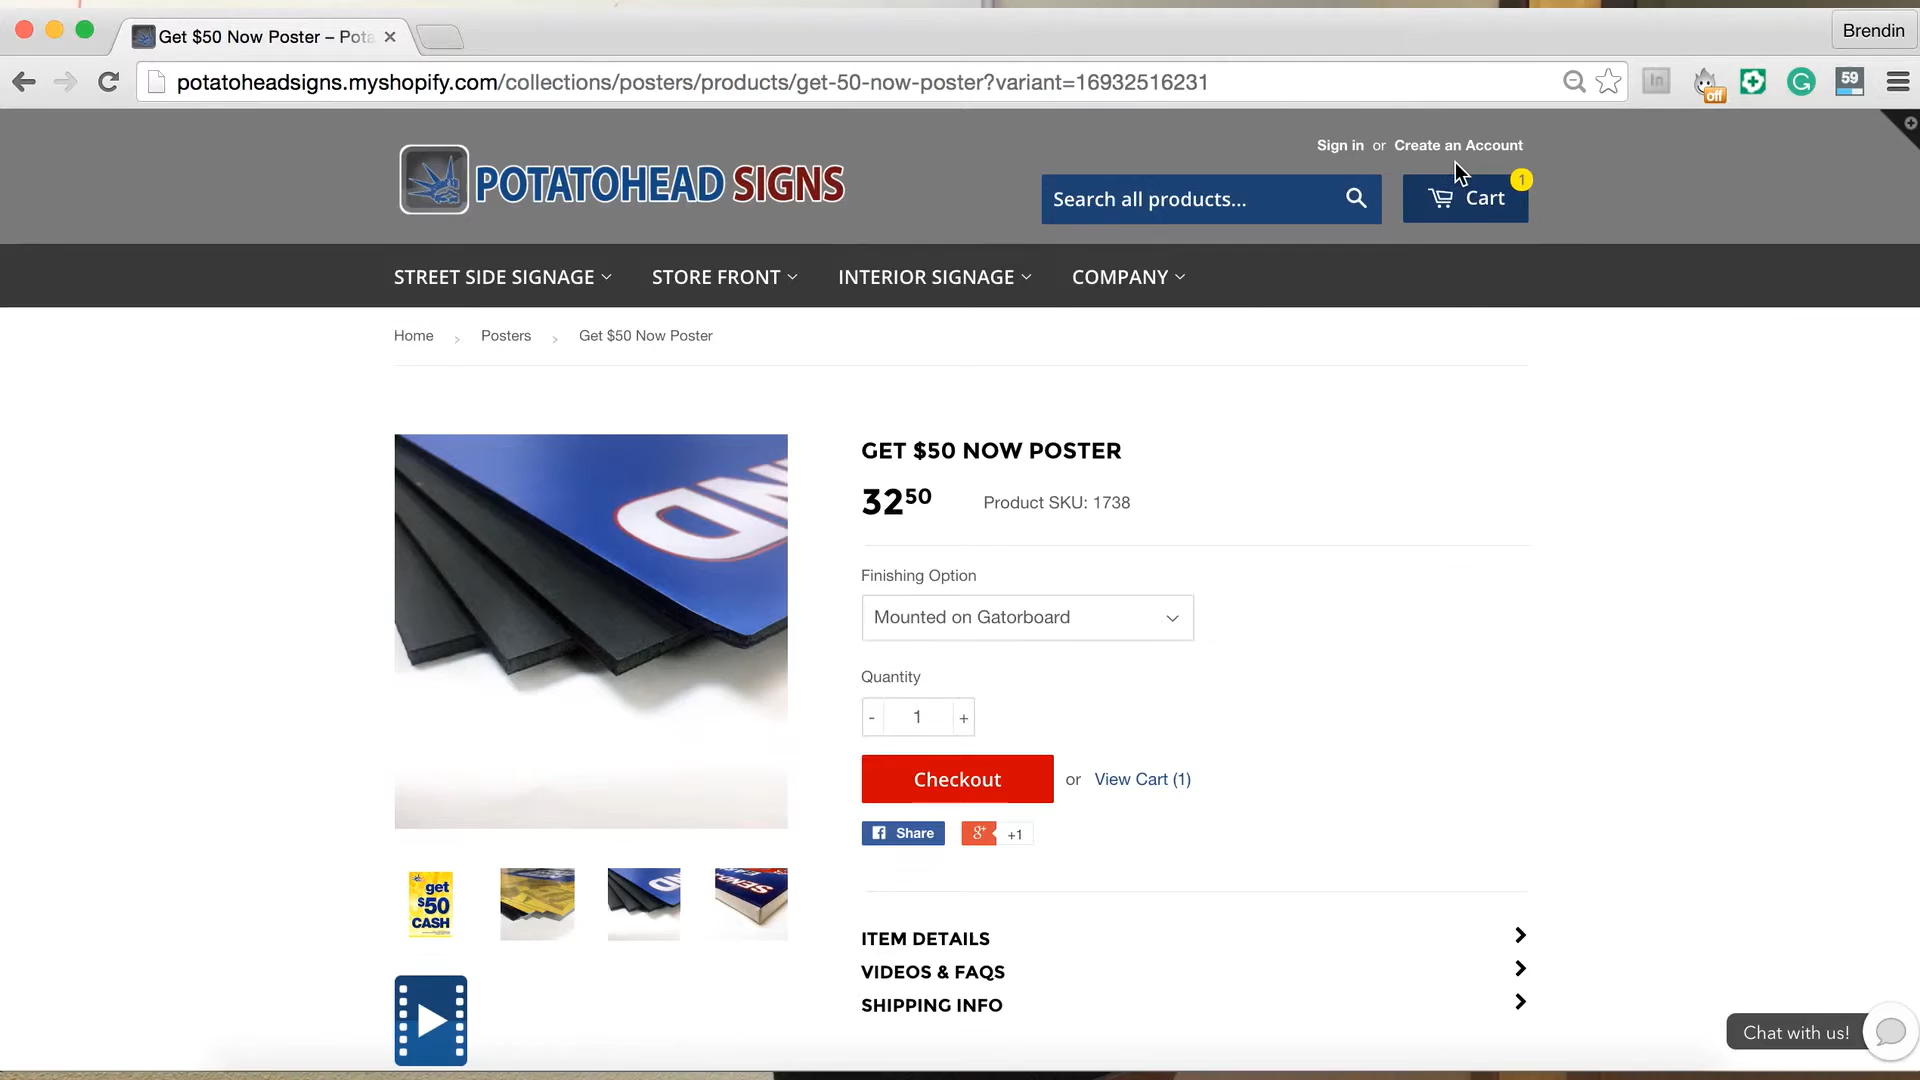 Get $50 Now Poster – Pota
Brendin
potatoheadsigns.myshopify.com/collections/posters/products/get-50-now-poster?variant=16932516231
In
off
G
59
Sign in or Create an Account
POTATOHEAD SIGNS
Search all products...
Cart
1
STREET SIDE SIGNAGE
STORE FRONT
INTERIOR SIGNAGE
COMPANY
Home › Posters › Get $50 Now Poster
GET $50 NOW POSTER
32 50
Product SKU: 1738
Finishing Option
Mounted on Gatorboard
Quantity
- 1 +
Checkout
or View Cart (1)
Share
g+ +1
get
$50
CASH
ITEM DETAILS
VIDEOS & FAQS
SHIPPING INFO
Chat with us!